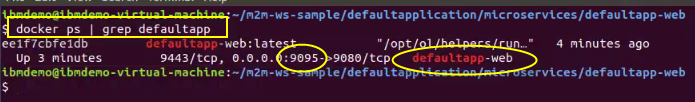 ibmdemo@ibmdemo-virtual-machine:~/m2m-ws-sample/defaultapplication/microservices/defaultapp-web
$ docker ps | grep defaultapp
ee1f7cbfe1db        defaultapp-web:latest        "/opt/ol/helpers/run…"   4 minutes ago
Up 3 minutes        9443/tcp, 0.0.0.0:9095->9080/tcp   defaultapp-web
ibmdemo@ibmdemo-virtual-machine:~/m2m-ws-sample/defaultapplication/microservices/defaultapp-web
$